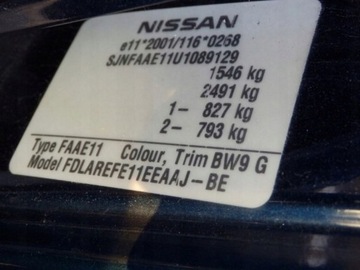 NISSAN
e11*2001/116*0268
SJNFAAE11U1089129
1546 kg
2491 kg
1- 827 kg
2- 793 kg
Type FAAE11 Colour, Trim BW9 G
Model FDLAREFE11EEAAJ-BE